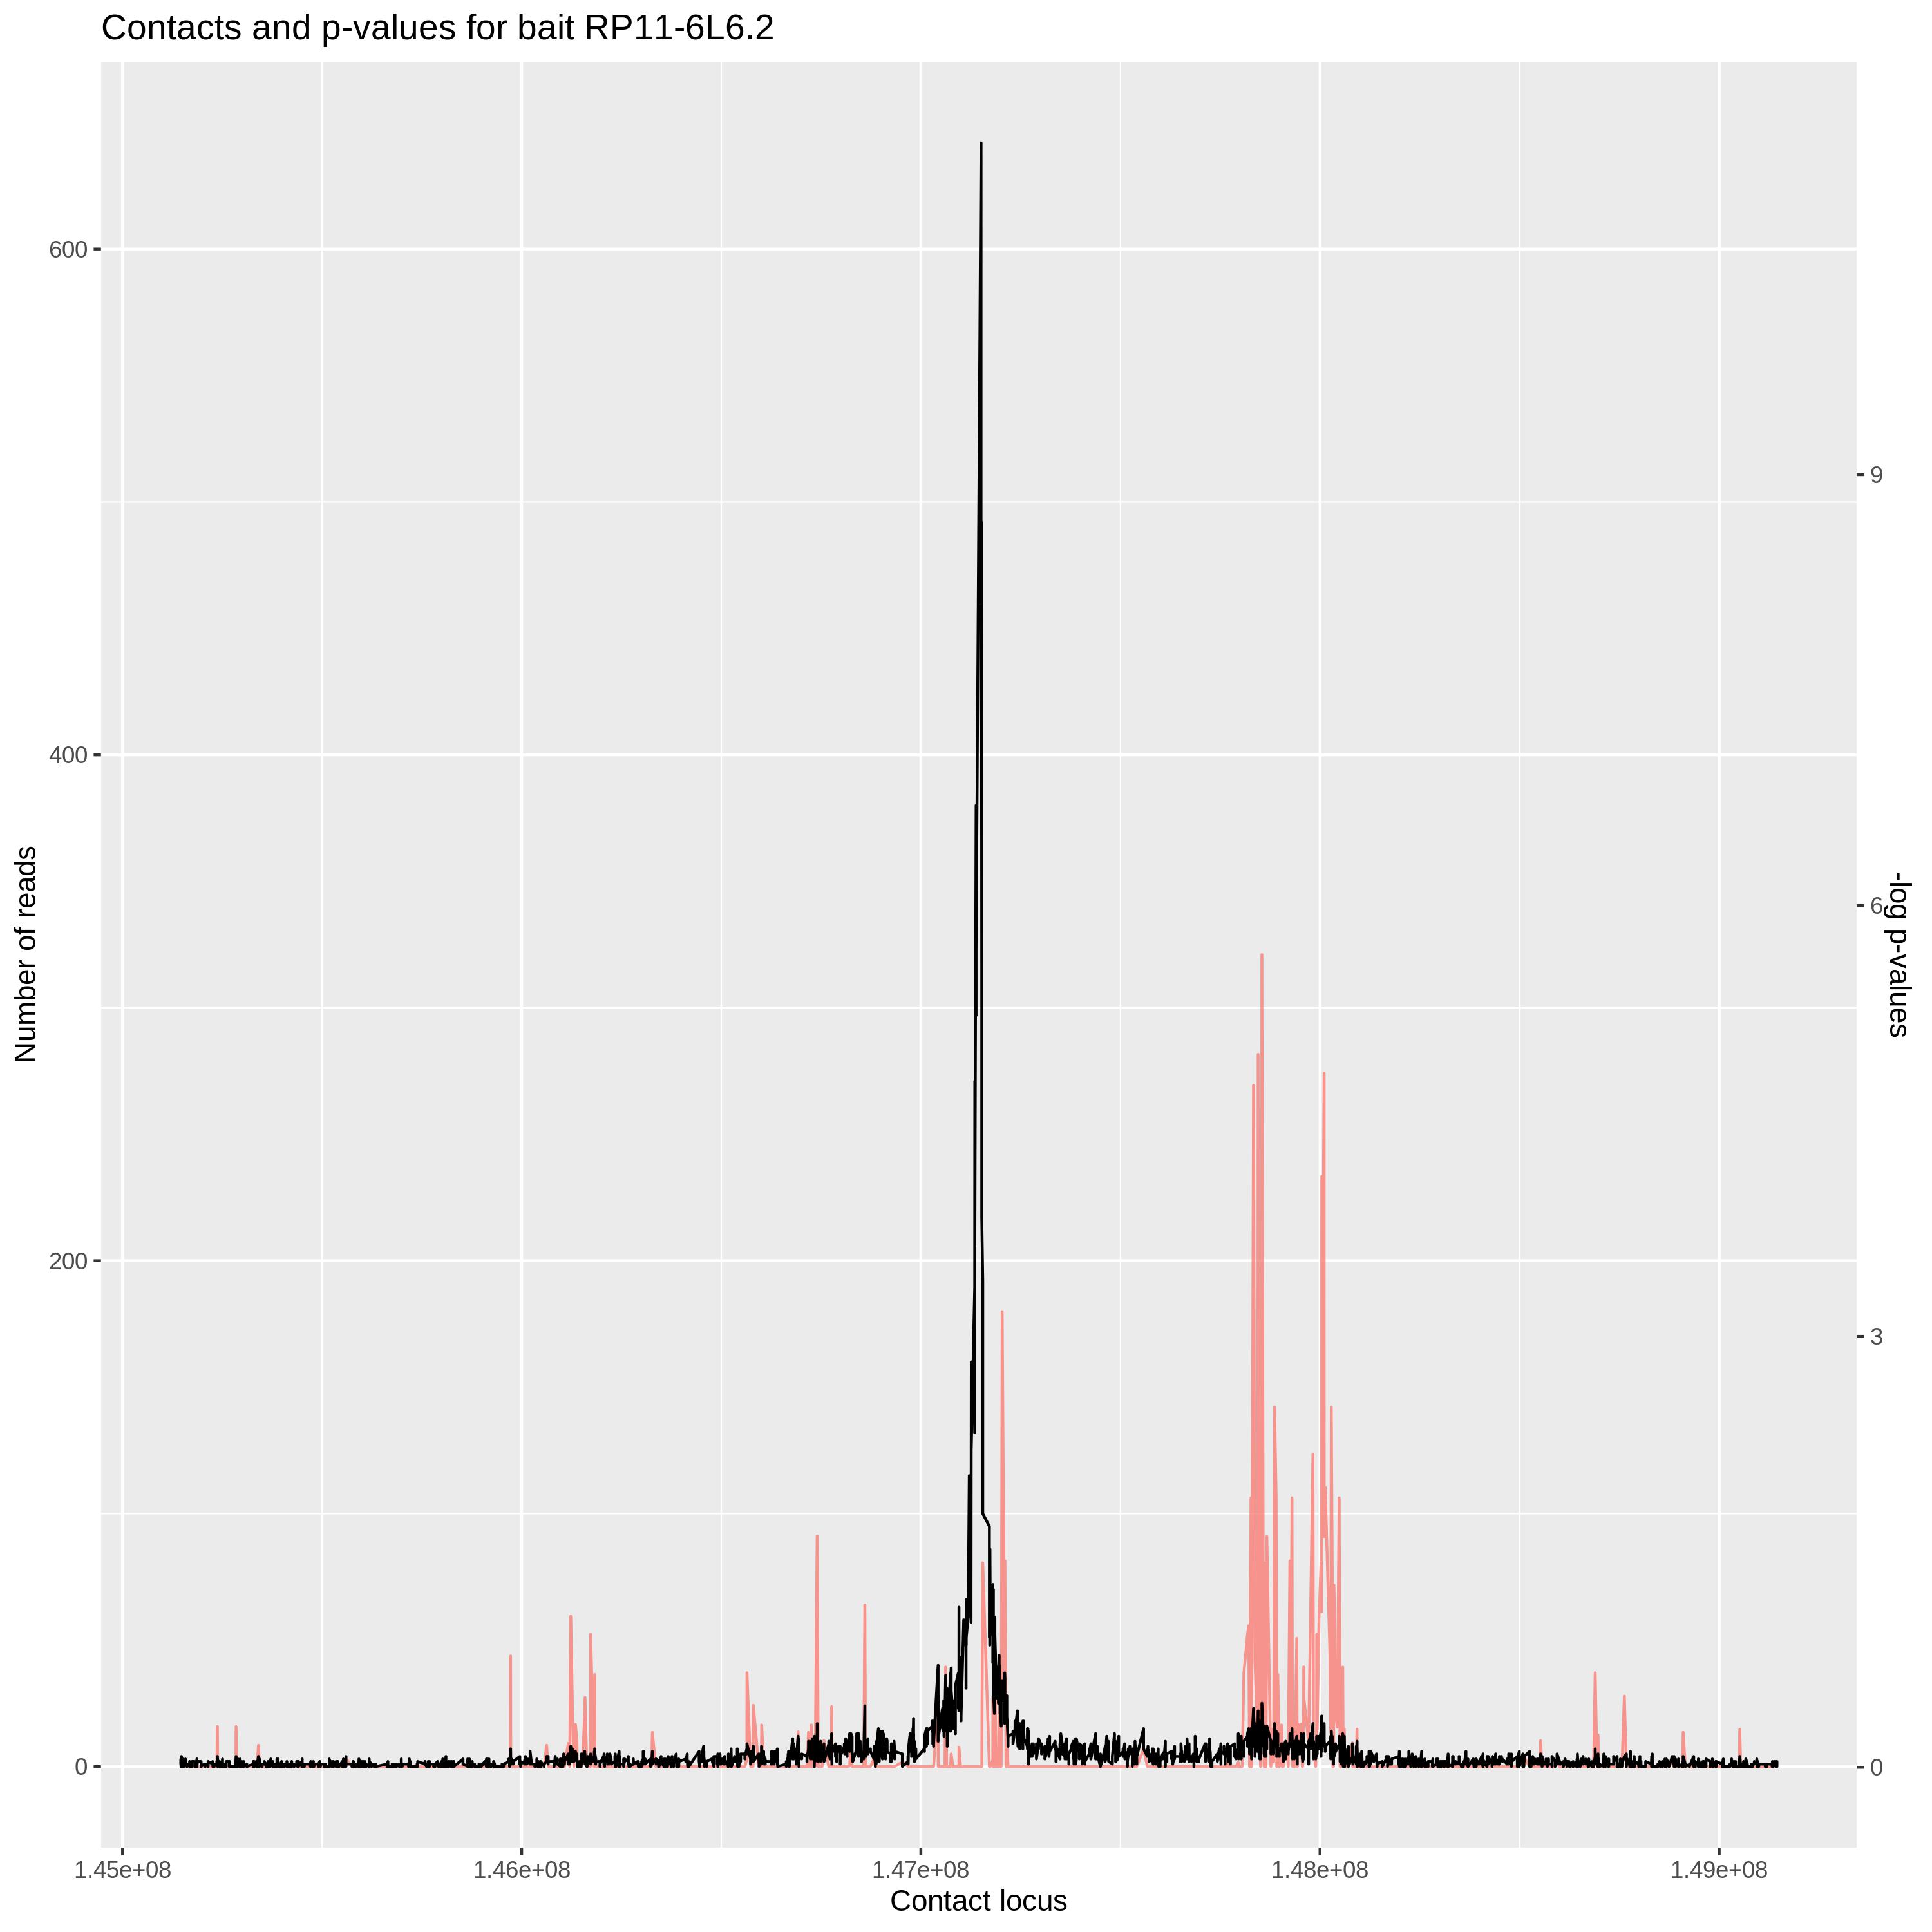 Contacts and p-values for bait RP11-6L6.2
600
400
200
0
Number of reads
9
6
3
0
-log p-values
1.45e+08
1.46e+08
1.47e+08
1.48e+08
1.49e+08
Contact locus